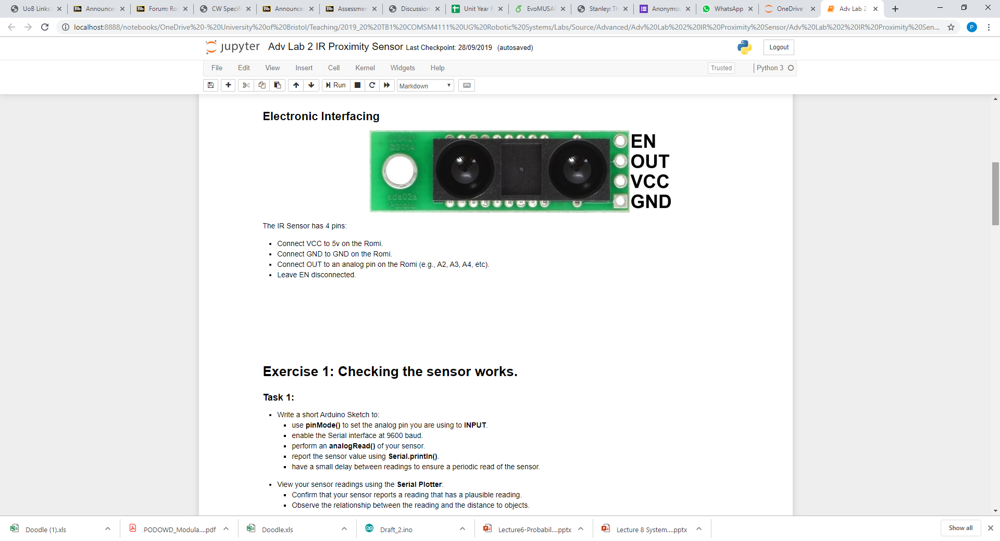 UoB Links.
Announce
Forum: Ro
CW Specif
Announce
Assessmen
Discussion
Unit Year P
EvoMUSA
Stanley: Th
Anonymou
WhatsApp
OneDrive
Adv Lab 2
localhost:8888/notebooks/OneDrive%20-%20University%20of%20Bristol/Teaching/2019_20%20TB1%20COMSM4111%20UG%20Robotic%20Systems/Labs/Source/Advanced/Adv%20Lab%202%20IR%20Proximity%20Sensor/Adv%20Lab%202%20IR%20Proximity%20Sen...
P
jupyter Adv Lab 2 IR Proximity Sensor Last Checkpoint: 28/09/2019 (autosaved)
Logout
File Edit View Insert Cell Kernel Widgets Help
Trusted Python 3
Run Markdown
Electronic Interfacing
©2014
sds02a
Pololu
EN
OUT
VCC
GND
The IR Sensor has 4 pins:
• Connect VCC to 5v on the Romi.
• Connect GND to GND on the Romi.
• Connect OUT to an analog pin on the Romi (e.g., A2, A3, A4, etc).
• Leave EN disconnected.
Exercise 1: Checking the sensor works.
Task 1:
• Write a short Arduino Sketch to:
▪ use pinMode() to set the analog pin you are using to INPUT.
▪ enable the Serial interface at 9600 baud.
▪ perform an analogRead() of your sensor.
▪ report the sensor value using Serial.println().
▪ have a small delay between readings to ensure a periodic read of the sensor.
• View your sensor readings using the Serial Plotter:
▪ Confirm that your sensor reports a reading that has a plausible reading.
▪ Observe the relationship between the reading and the distance to objects.
Doodle (1).xls
PODOWD_Modula....pdf
Doodle.xls
Draft_2.ino
Lecture6-Probabil....pptx
Lecture 8 System....pptx
Show all